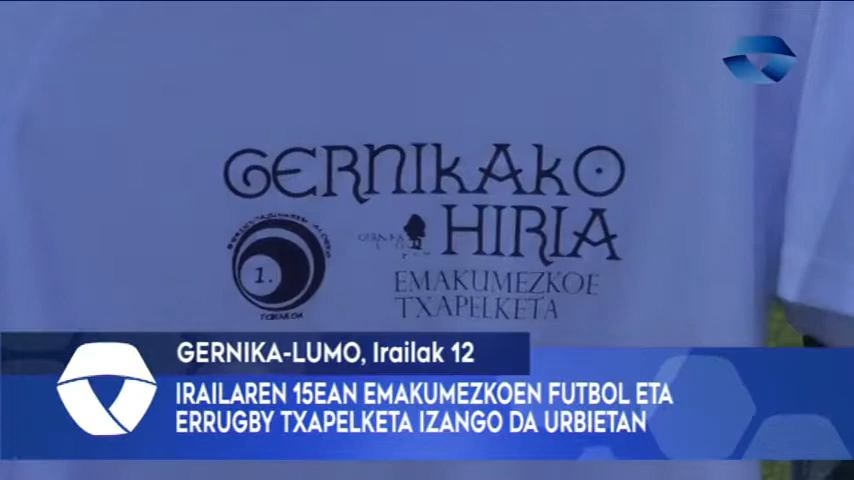 GERNIKAKO
HIRIA
1.
EMAKUMEZKOE
TXAPELKETA
GERNIKA-LUMO, Irailak 12
IRAILAREN 15EAN EMAKUMEZKOEN FUTBOL ETA
ERRUGBY TXAPELKETA IZANGO DA URBIETAN